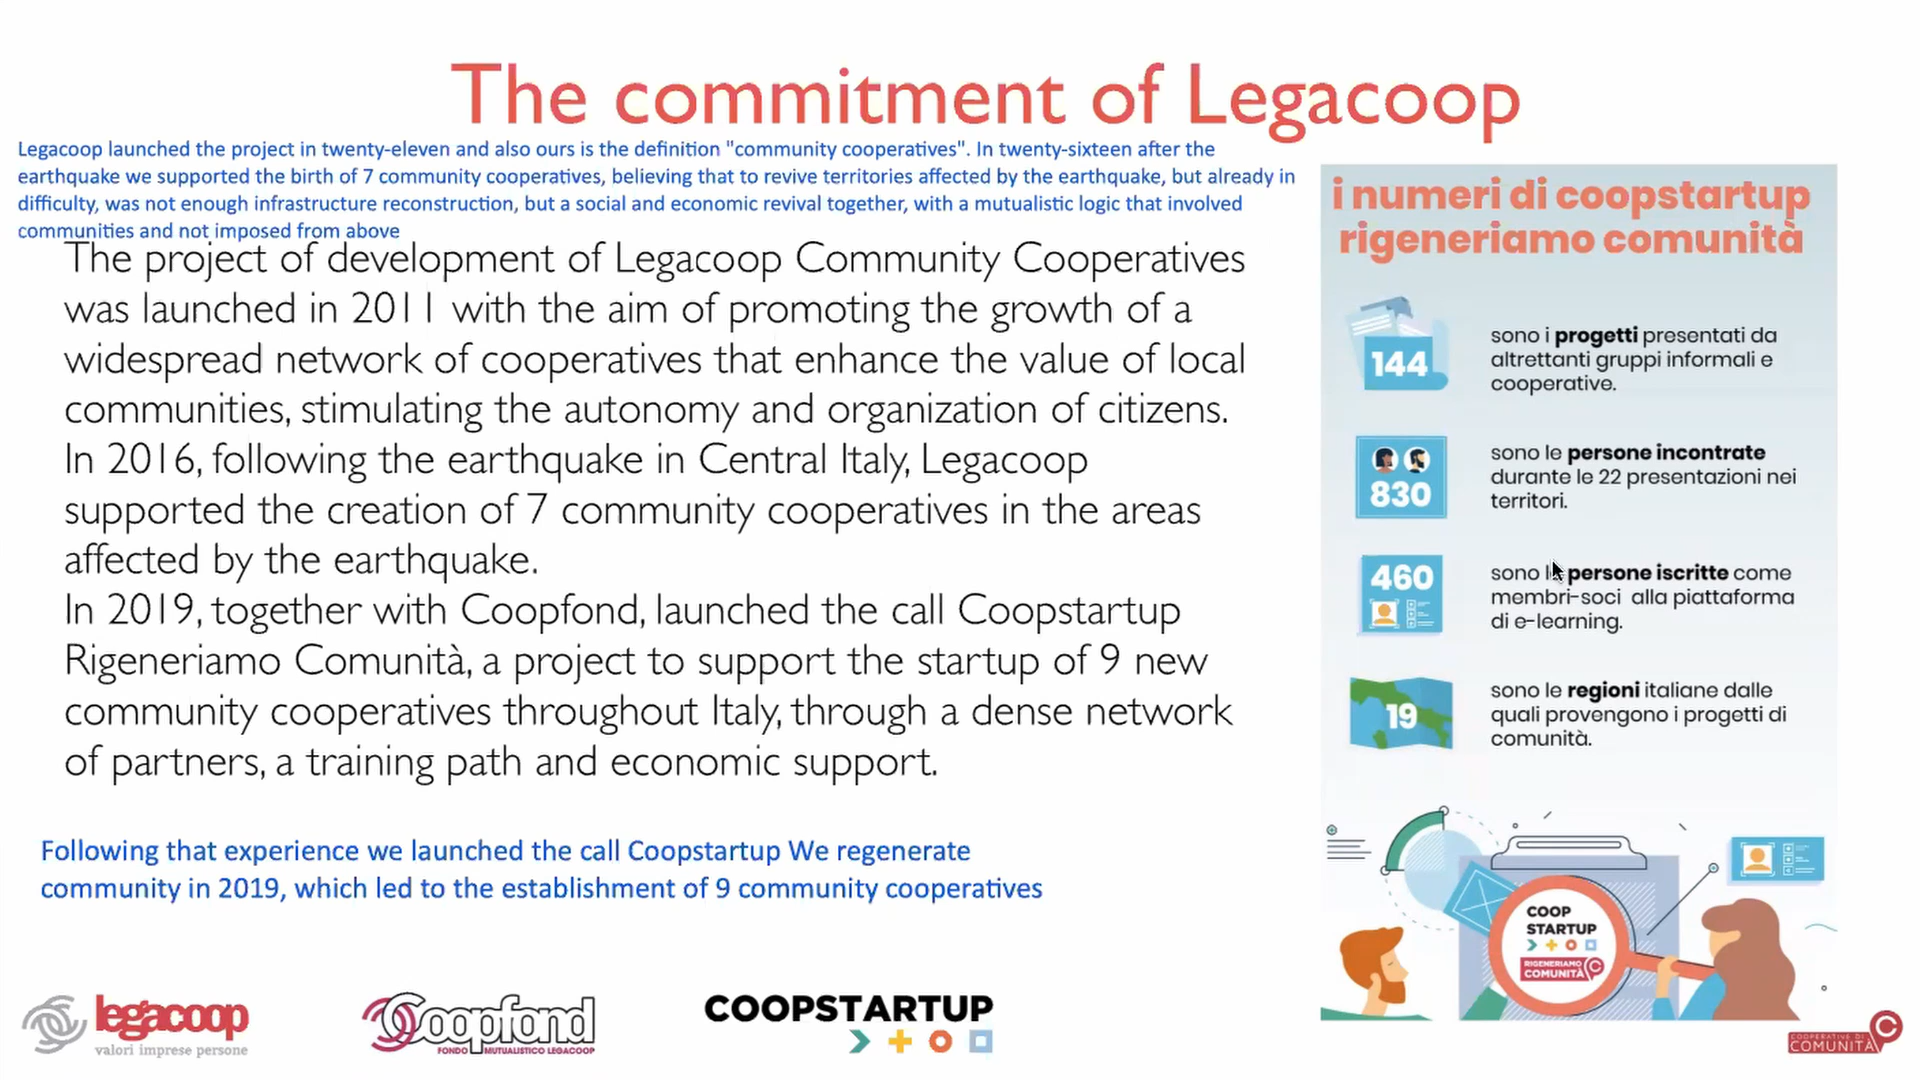 The commitment of Legacoop
Legacoop launched the project in twenty-eleven and also ours is the definition "community cooperatives". In twenty-sixteen after the
earthquake we supported the birth of 7 community cooperatives, believing that to revive territories affected by the earthquake, but already in
difficulty, was not enough infrastructure reconstruction, but a social and economic revival together, with a mutualistic logic that involved
communities and not imposed from above
The project of development of Legacoop Community Cooperatives
was launched in 2011 with the aim of promoting the growth of a
widespread network of cooperatives that enhance the value of local
communities, stimulating the autonomy and organization of citizens.
In 2016, following the earthquake in Central Italy, Legacoop
supported the creation of 7 community cooperatives in the areas
affected by the earthquake.
In 2019, together with Coopfond, launched the call Coopstartup
Rigeneriamo Comunità, a project to support the startup of 9 new
community cooperatives throughout Italy, through a dense network
of partners, a training path and economic support.
Following that experience we launched the call Coopstartup We regenerate
community in 2019, which led to the establishment of 9 community cooperatives
i numeri di coopstartup
rigeneriamo comunità
144
sono i progetti presentati da
altrettanti gruppi informali e
cooperative.
830
sono le persone incontrate
durante le 22 presentazioni nei
territori.
460
sono le persone iscritte come
membri-soci alla piattaforma
di e-learning.
19
sono le regioni italiane dalle
quali provengono i progetti di
comunità.
COOP
STARTUP
RIGENERIAMO
COMUNITÀ
legacoop
valori imprese persone
Coopfond
FONDO MUTUALISTICO LEGACOOP
COOPSTARTUP
COOPERATIVE DI
COMUNITÀ